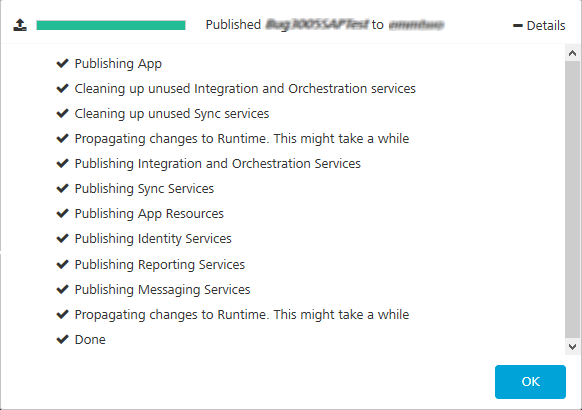 Published Bug3005SAPTest to
Details
Publishing App
Cleaning up unused Integration and Orchestration services
Cleaning up unused Sync services
Propagating changes to Runtime. This might take a while
Publishing Integration and Orchestration Services
Publishing Sync Services
Publishing App Resources
Publishing Identity Services
Publishing Reporting Services
Publishing Messaging Services
Propagating changes to Runtime. This might take a while
Done
OK